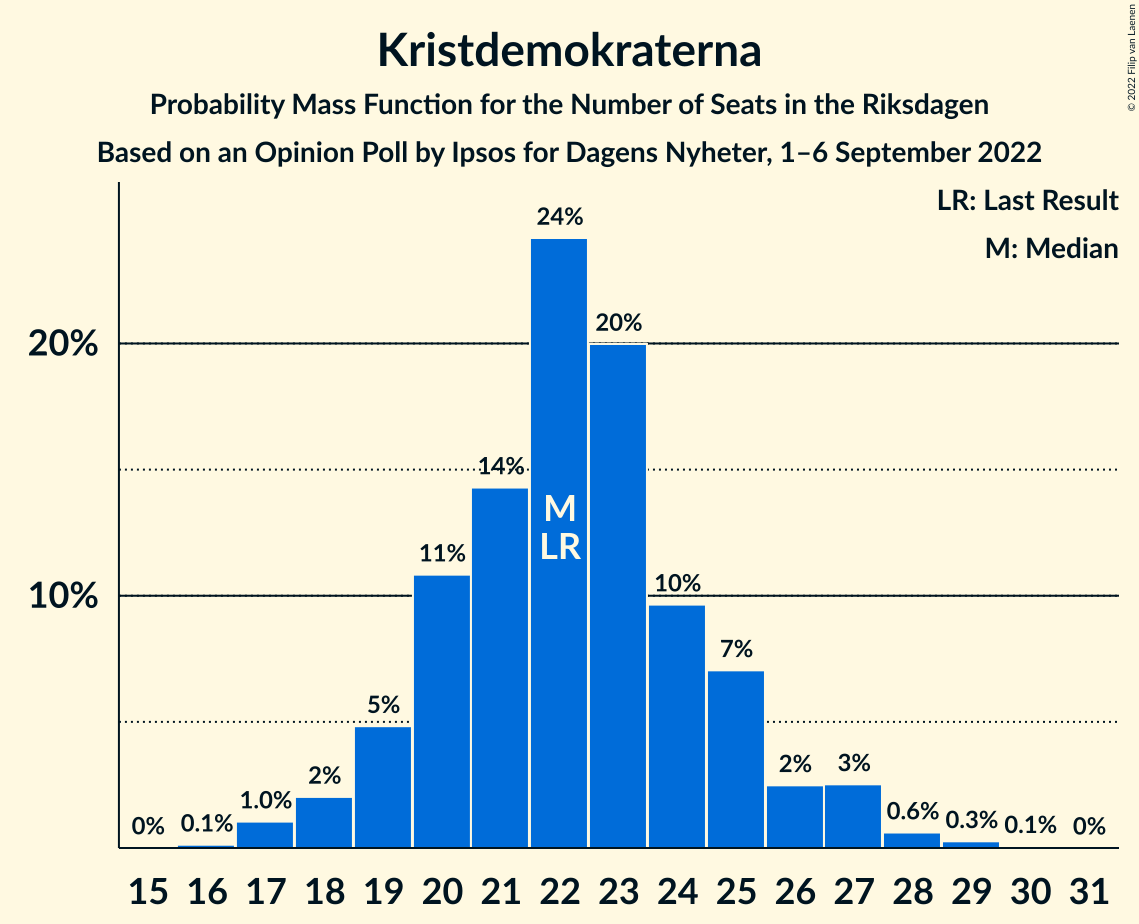 © 2022 Filip van Laenen
Kristdemokraterna
Probability Mass Function for the Number of Seats in the Riksdagen
Based on an Opinion Poll by Ipsos for Dagens Nyheter, 1–6 September 2022
LR: Last Result
M: Median
20%
10%
0%
0.1%
1.0%
2%
5%
11%
14%
24%
20%
10%
7%
2%
3%
0.6%
0.3%
0.1%
0%
M
LR
15 16 17 18 19 20 21 22 23 24 25 26 27 28 29 30 31